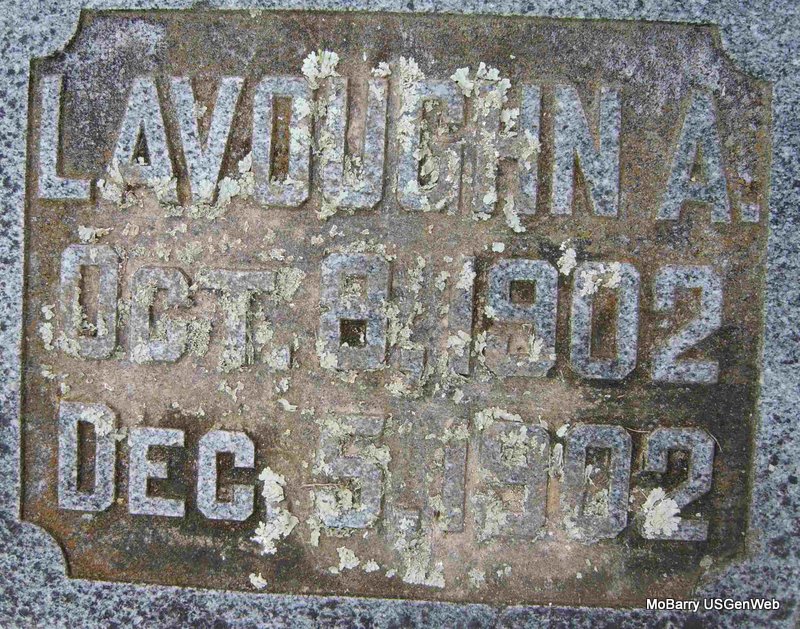 LAVOUGHN A.
OCT. 8, 1902
DEC. 5, 1902
MoBarry USGenWeb